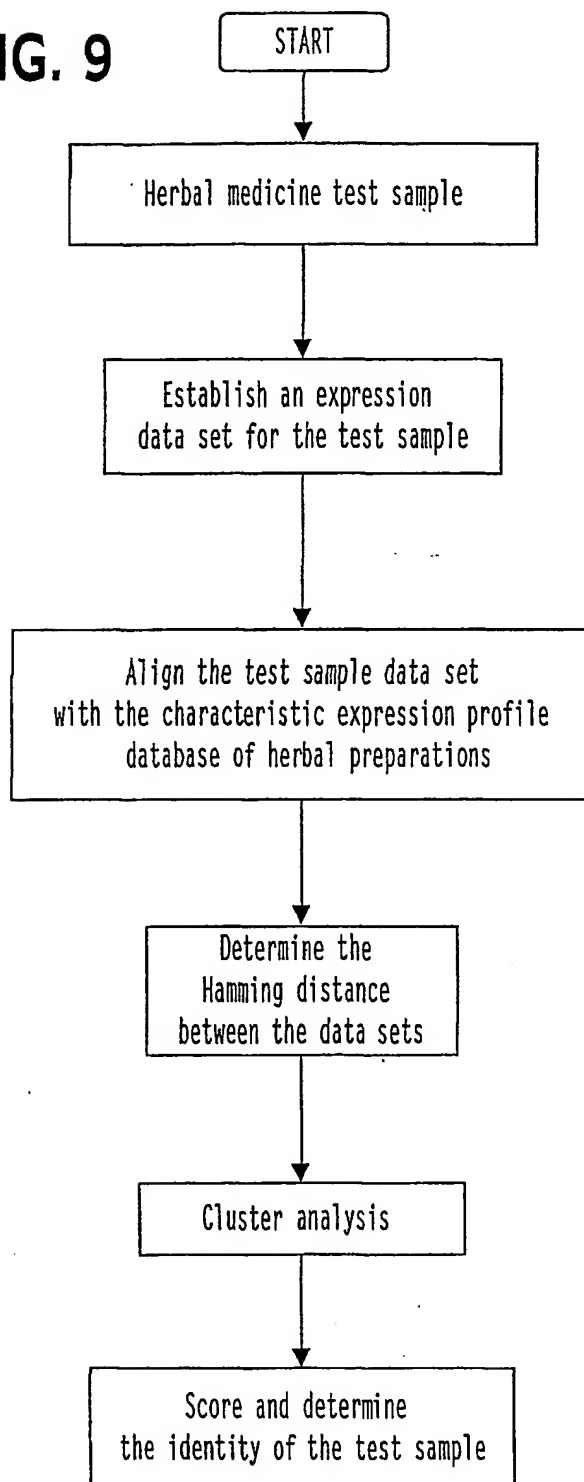 IG. 9
START
Herbal medicine test sample
Establish an expression
data set for the test sample
Align the test sample data set
with the characteristic expression profile
database of herbal preparations
Determine the
Hamming distance
between the data sets
Cluster analysis
Score and determine
the identity of the test sample